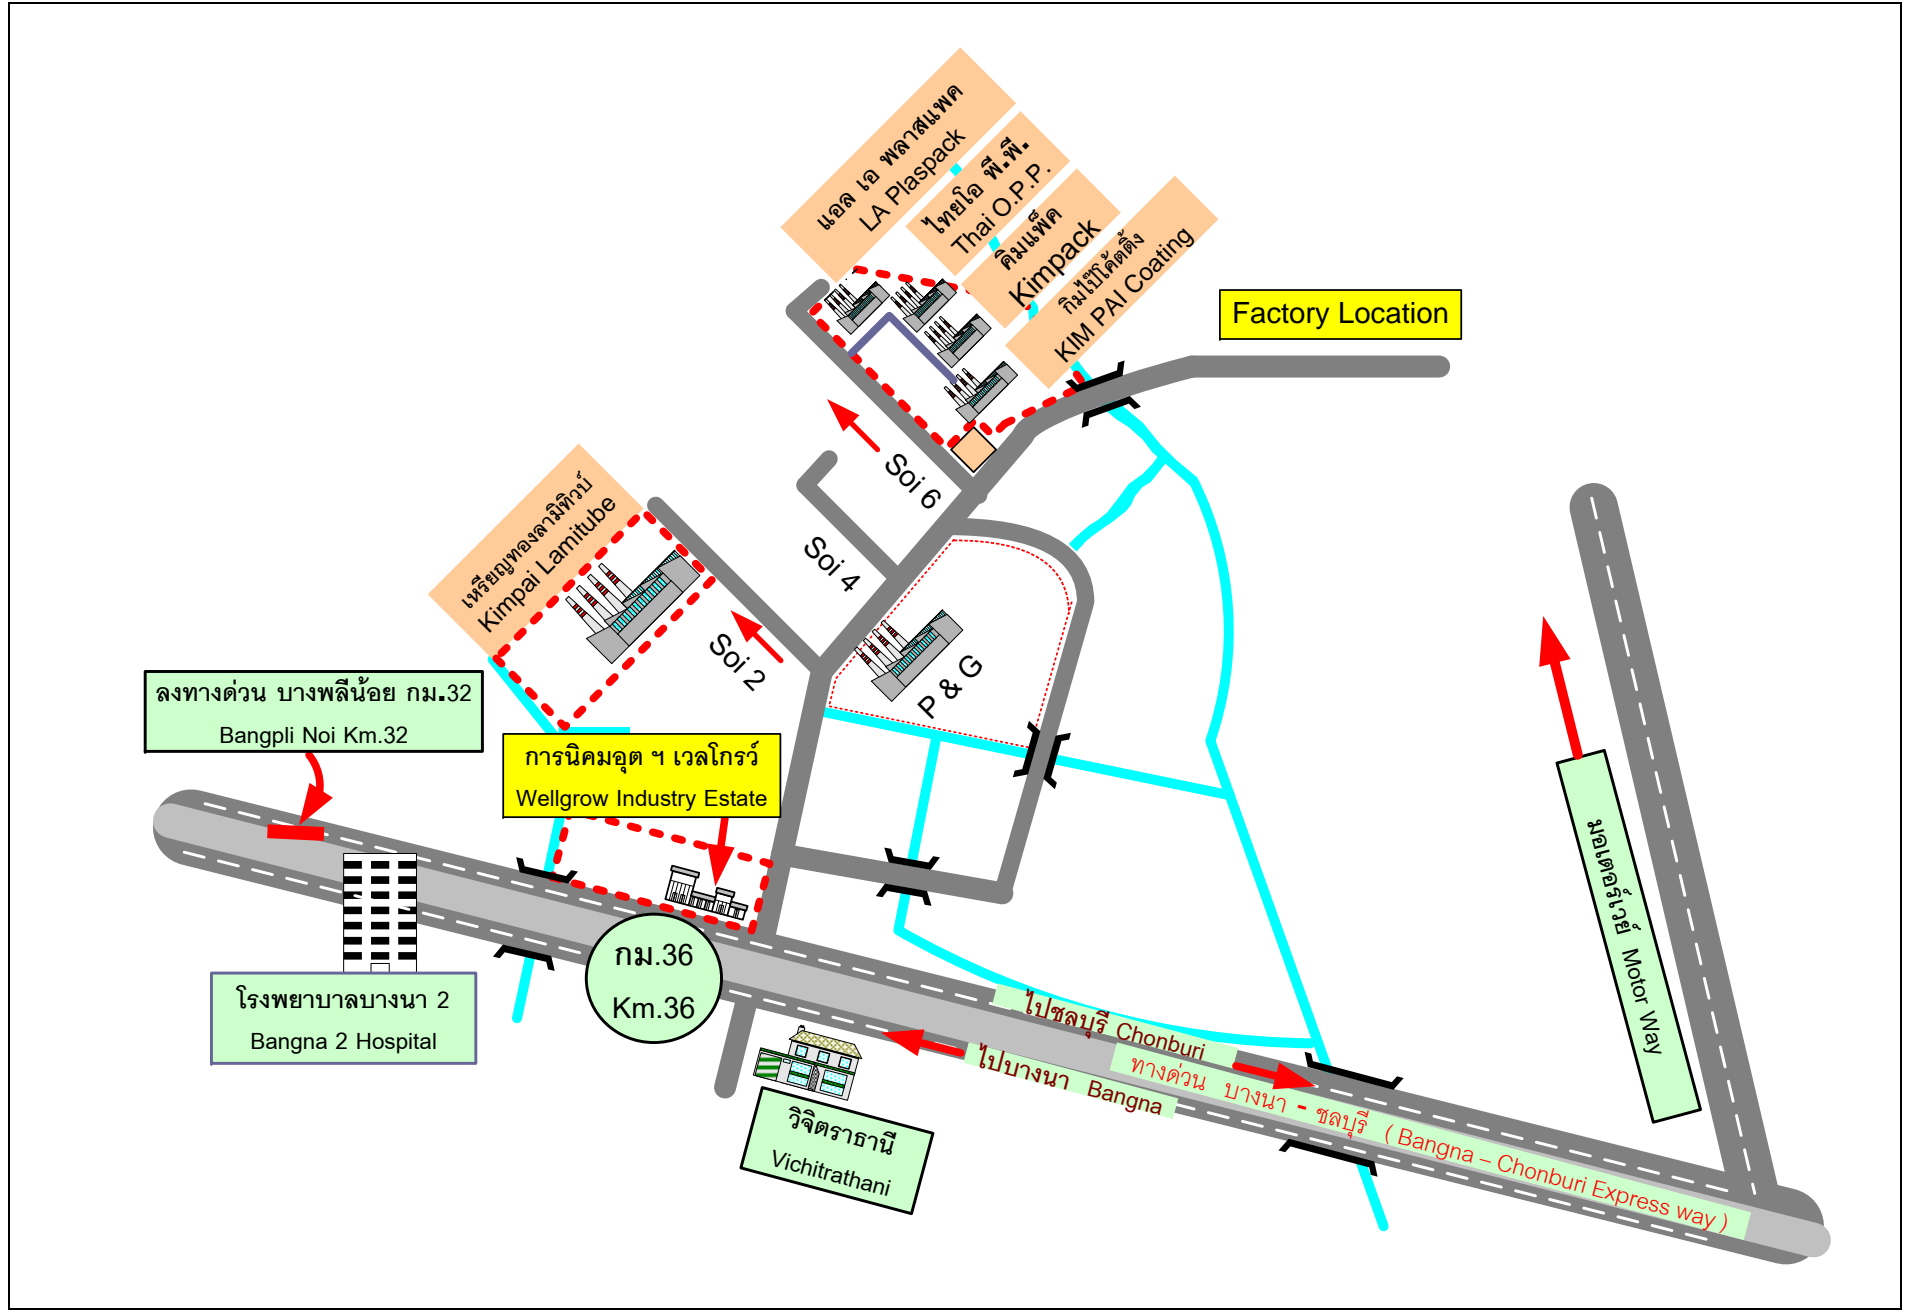 แอล เอ พลาสแพค
LA Plaspack
ไทยโอ พี.พี.
Thai O.P.P.
คิมแพ็ค
Kimpack
กิมไป๊โค้ตติ้ง
KIM PAI Coating
Factory Location
Soi 6
เหรียญทองลามิทิวบ์
Kimpai Lamitube
Soi 4
Soi 2
P & G
ลงทางด่วน บางพลีน้อย กม.32
Bangpli Noi Km.32
การนิคมอุต ฯ เวลโกรว์
Wellgrow Industry Estate
มอเตอร์เวย์ Motor Way
กม.36
Km.36
โรงพยาบาลบางนา 2
Bangna 2 Hospital
ไปชลบุรี Chonburi
ไปบางนา Bangna
ทางด่วน บางนา - ชลบุรี ( Bangna – Chonburi Express way )
วิจิตราธานี
Vichitrathani